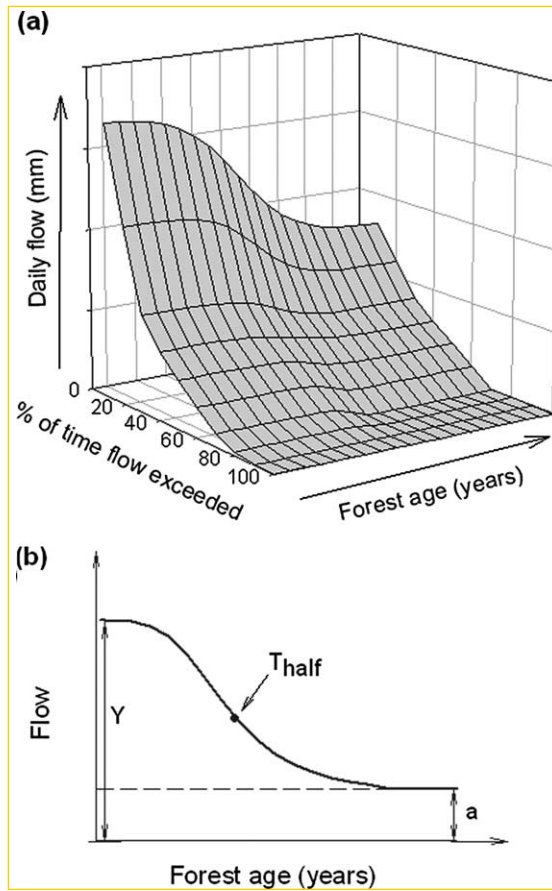 (a)
Daily flow (mm)
0
20
40
60
80
100
% of time flow exceeded
Forest age (years)
(b)
Flow
Y
Thalf
a
Forest age (years)